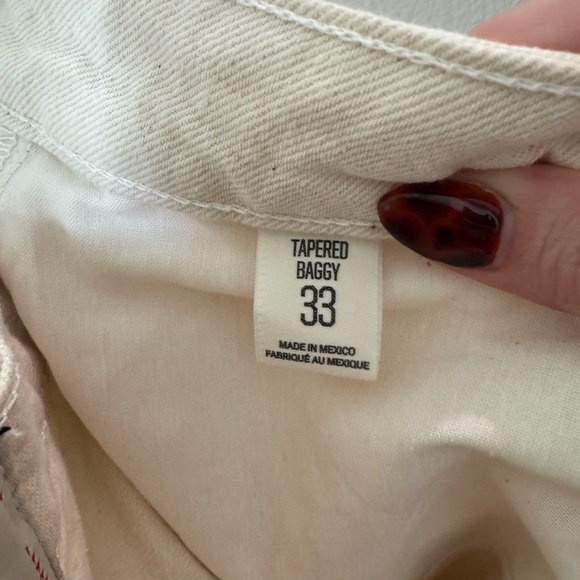 TAPERED
BAGGY
33
MADE IN MEXICO
FABRIQUÉ AU MEXIQUE